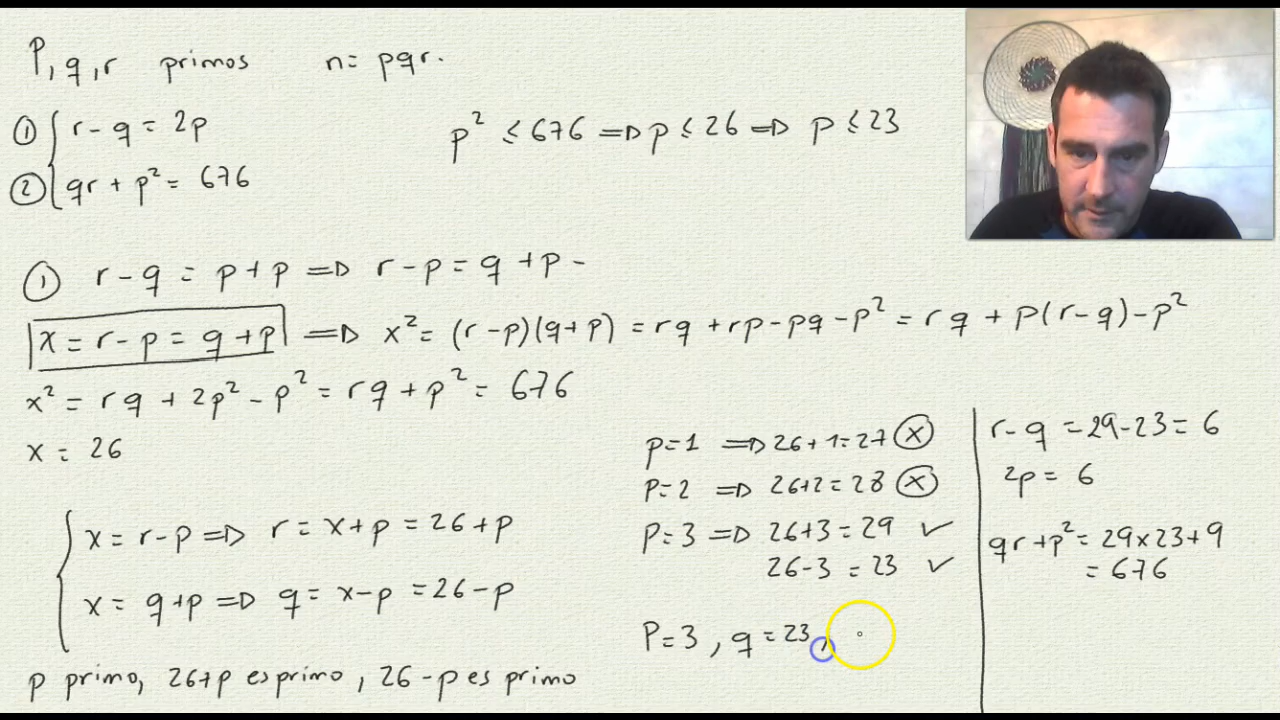 p, q, r primos n = pqr.
① r - q = 2p
② qr + p² = 676
p² ≤ 676 ⇒ p ≤ 26 ⇒ p ≤ 23
① r - q = p + p ⇒ r - p = q + p -
x = r - p = q + p ⇒ x² = (r - p)(q + p) = rq + rp - pq - p² = rq + p(r - q) - p²
x² = rq + 2p² - p² = rq + p² = 676
x = 26
x = r - p ⇒ r = x + p = 26 + p
x = q + p ⇒ q = x - p = 26 - p
p primo, 26+p es primo, 26 - p es primo
p = 1 ⇒ 26 + 1 = 27 ⓧ
p = 2 ⇒ 26 + 2 = 28 ⓧ
p = 3 ⇒ 26 + 3 = 29 ✓
26 - 3 = 23 ✓
p = 3, q = 23,
r - q = 29 - 23 = 6
2p = 6
qr + p² = 29 × 23 + 9
= 676